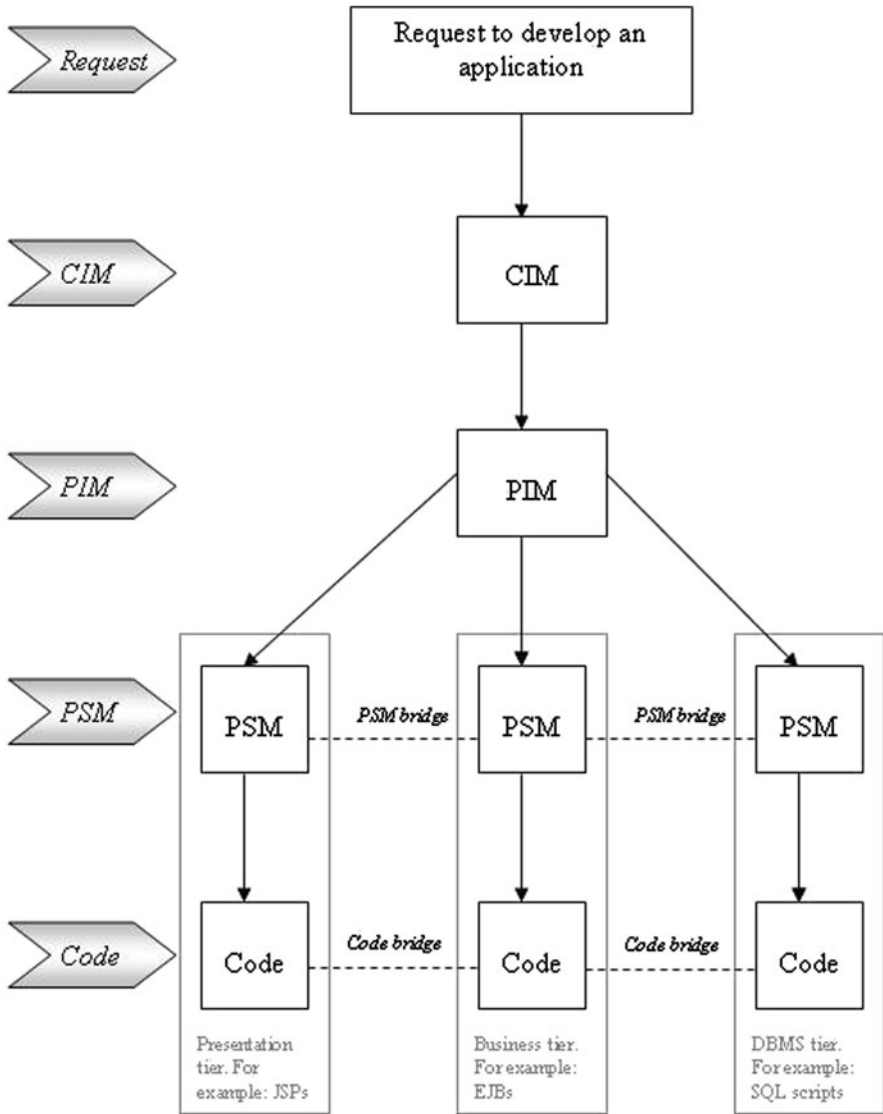 Request
Request to develop an
application
CIM
CIM
PIM
PIM
PSM
PSM
PSM bridge
PSM
PSM bridge
PSM
Code
Code
Code bridge
Code
Code bridge
Code
Presentation
tier. For
example: JSPs
Business tier.
For example:
EJBs
DBMS tier.
For example:
SQL scripts